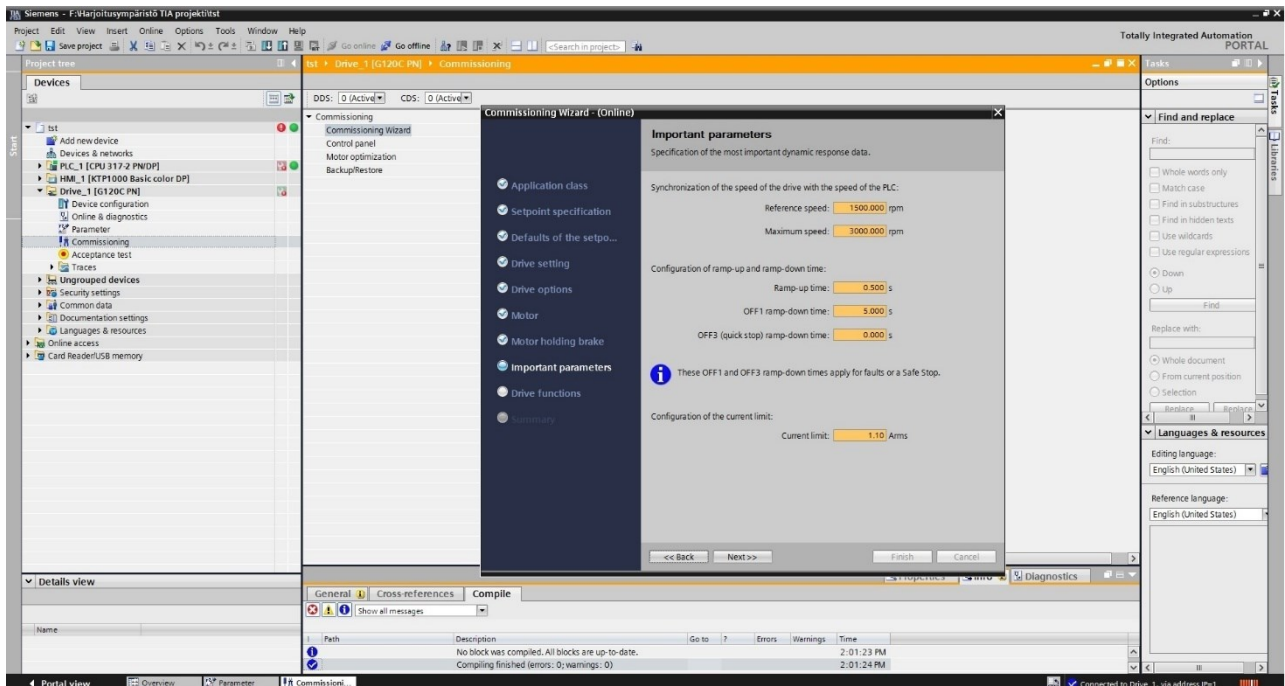 Siemens - F:\Harjoitusympäristö TIA projekti\tst
Project Edit View Insert Online Options Tools Window Help
Save project Go online Go offline <Search in project>
Totally Integrated Automation
PORTAL
Project tree
tst Drive_1 [G120C PN] Commissioning
Tasks
Devices
Options
DDS: 0 (Active CDS: 0 (Active
Start
tst
Add new device
Devices & networks
PLC_1 [CPU 317-2 PN/DP]
HMI_1 [KTP1000 Basic color DP]
Drive_1 [G120C PN]
Device configuration
Online & diagnostics
Parameter
Commissioning
Acceptance test
Traces
Ungrouped devices
Security settings
Common data
Documentation settings
Languages & resources
Online access
Card Reader/USB memory
Commissioning
Commissioning Wizard
Control panel
Motor optimization
Backup/Restore
Commissioning Wizard - (Online)
Application class
Setpoint specification
Defaults of the setpo...
Drive setting
Drive options
Motor
Motor holding brake
Important parameters
Drive functions
Summary
Important parameters
Specification of the most important dynamic response data.
Synchronization of the speed of the drive with the speed of the PLC:
Reference speed: 1500.000 rpm
Maximum speed: 3000.000 rpm
Configuration of ramp-up and ramp-down time:
Ramp-up time: 0.500 s
OFF1 ramp-down time: 5.000 s
OFF3 (quick stop) ramp-down time: 0.000 s
These OFF1 and OFF3 ramp-down times apply for faults or a Safe Stop.
Configuration of the current limit:
Current limit: 1.10 Arms
<< Back Next >> Finish Cancel
Find and replace
Find:
Whole words only
Match case
Find in substructures
Find in hidden texts
Use wildcards
Use regular expressions
Down
Up
Find
Replace with:
Whole document
From current position
Selection
Replace Replace
Languages & resources
Editing language:
English (United States)
Reference language:
English (United States)
Tasks
Libraries
Details view
Name
Properties Info Diagnostics
General Cross-references Compile
Show all messages
! Path Description Go to ? Errors Warnings Time
No block was compiled. All blocks are up-to-date. 2:01:23 PM
Compiling finished (errors: 0; warnings: 0) 2:01:24 PM
Portal view Overview Parameter Commissioni...
Connected to Drive_1, via address IP=1